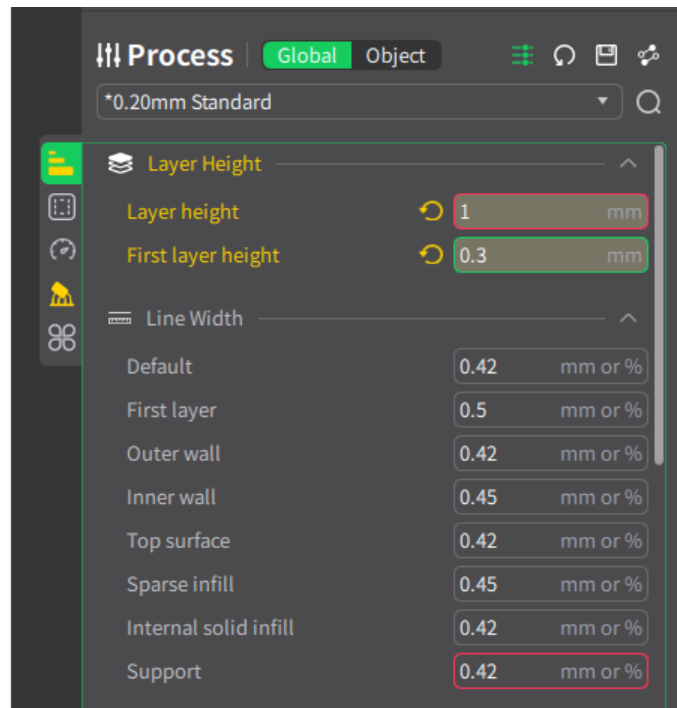 Process Global Object
*0.20mm Standard
Layer Height
Layer height 1 mm
First layer height 0.3 mm
Line Width
Default 0.42 mm or %
First layer 0.5 mm or %
Outer wall 0.42 mm or %
Inner wall 0.45 mm or %
Top surface 0.42 mm or %
Sparse infill 0.45 mm or %
Internal solid infill 0.42 mm or %
Support 0.42 mm or %